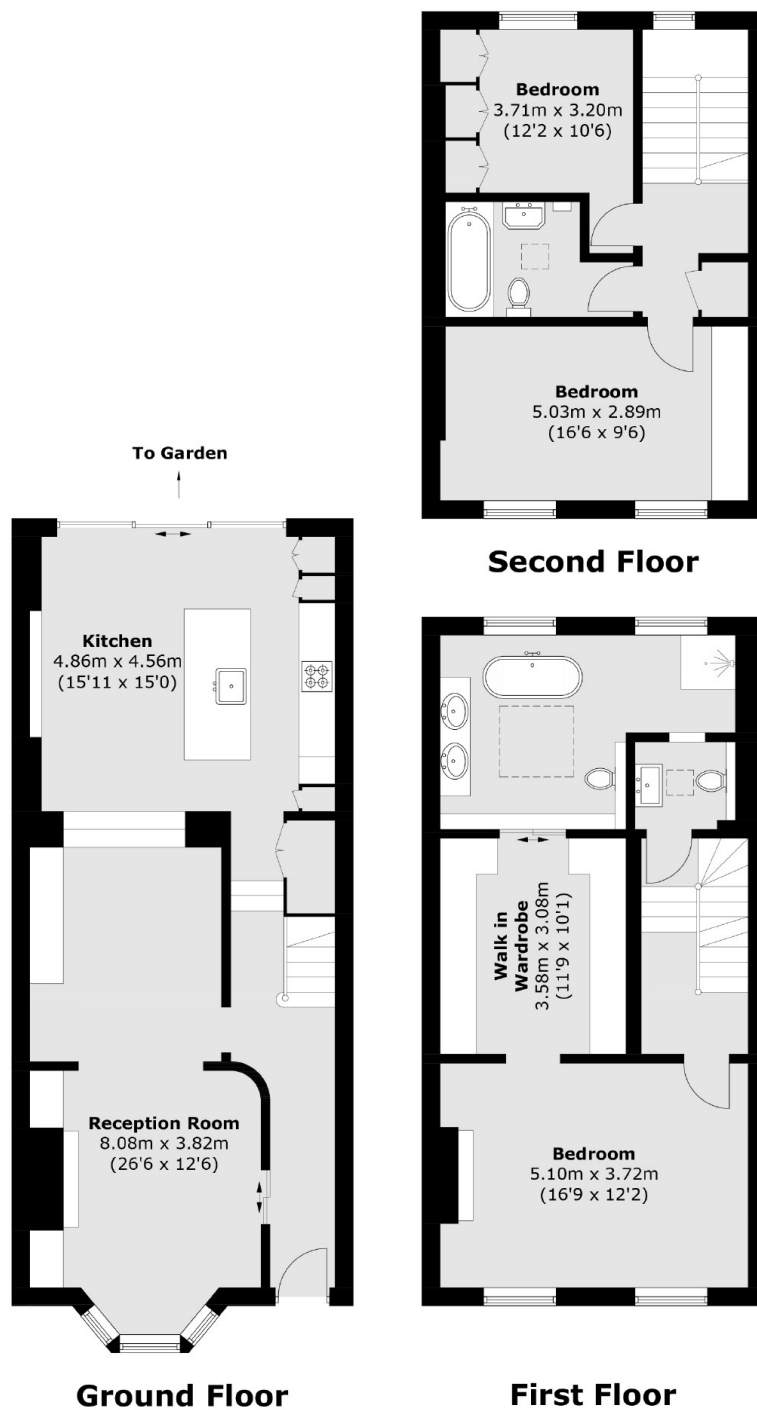 Bedroom
3.71m x 3.20m
(12'2 x 10'6)
Bedroom
5.03m x 2.89m
(16'6 x 9'6)
Second Floor
To Garden
Kitchen
4.86m x 4.56m
(15'11 x 15'0)
Reception Room
8.08m x 3.82m
(26'6 x 12'6)
Ground Floor
Walk in
Wardrobe
3.58m x 3.08m
(11'9 x 10'1)
Bedroom
5.10m x 3.72m
(16'9 x 12'2)
First Floor